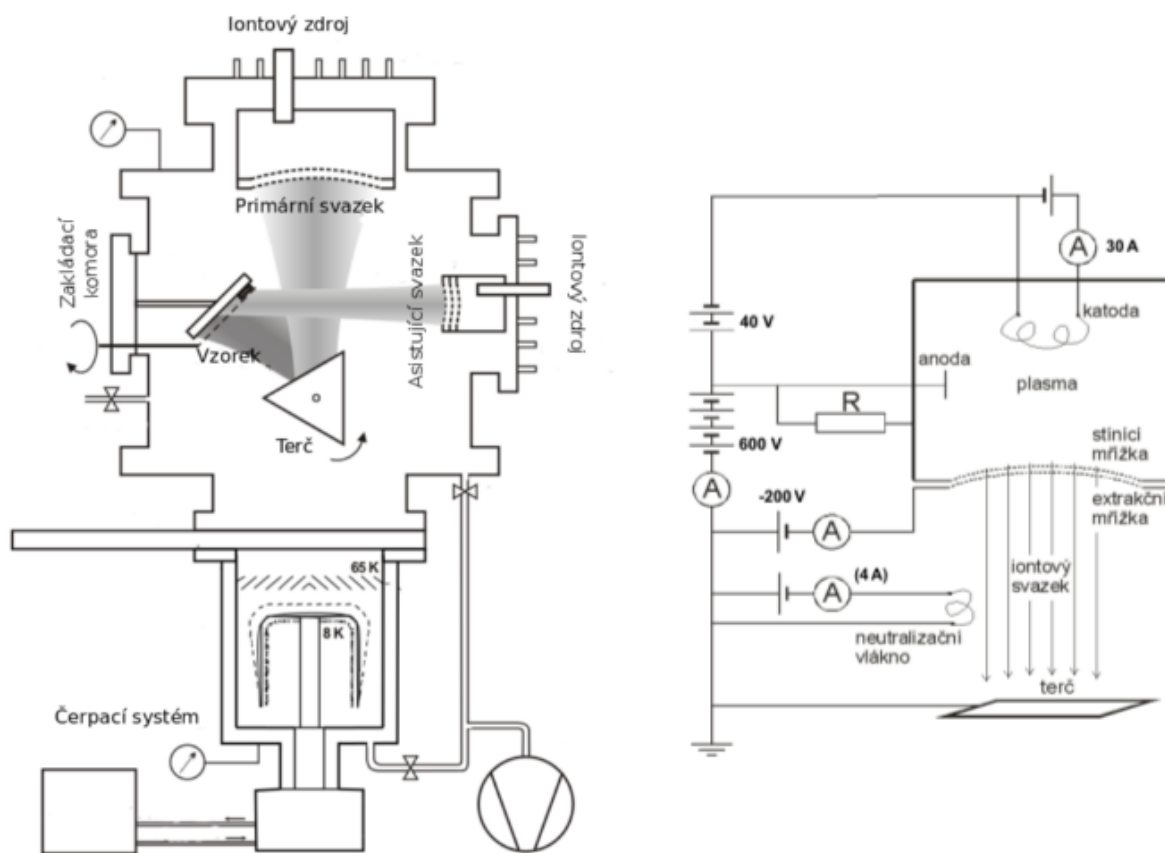 Iontový zdroj
Primární svazek
Zakládací
komora
Asistující svazek
Iontový zdroj
Vzorek
Terč
65 K
8 K
Čerpací systém
A
30 A
katoda
40 V
anoda
plasma
R
600 V
stínici
mřížka
A
-200 V
A
extrakční
mřížka
(4 A)
A
iontový
svazek
neutralizační
vlákno
terč